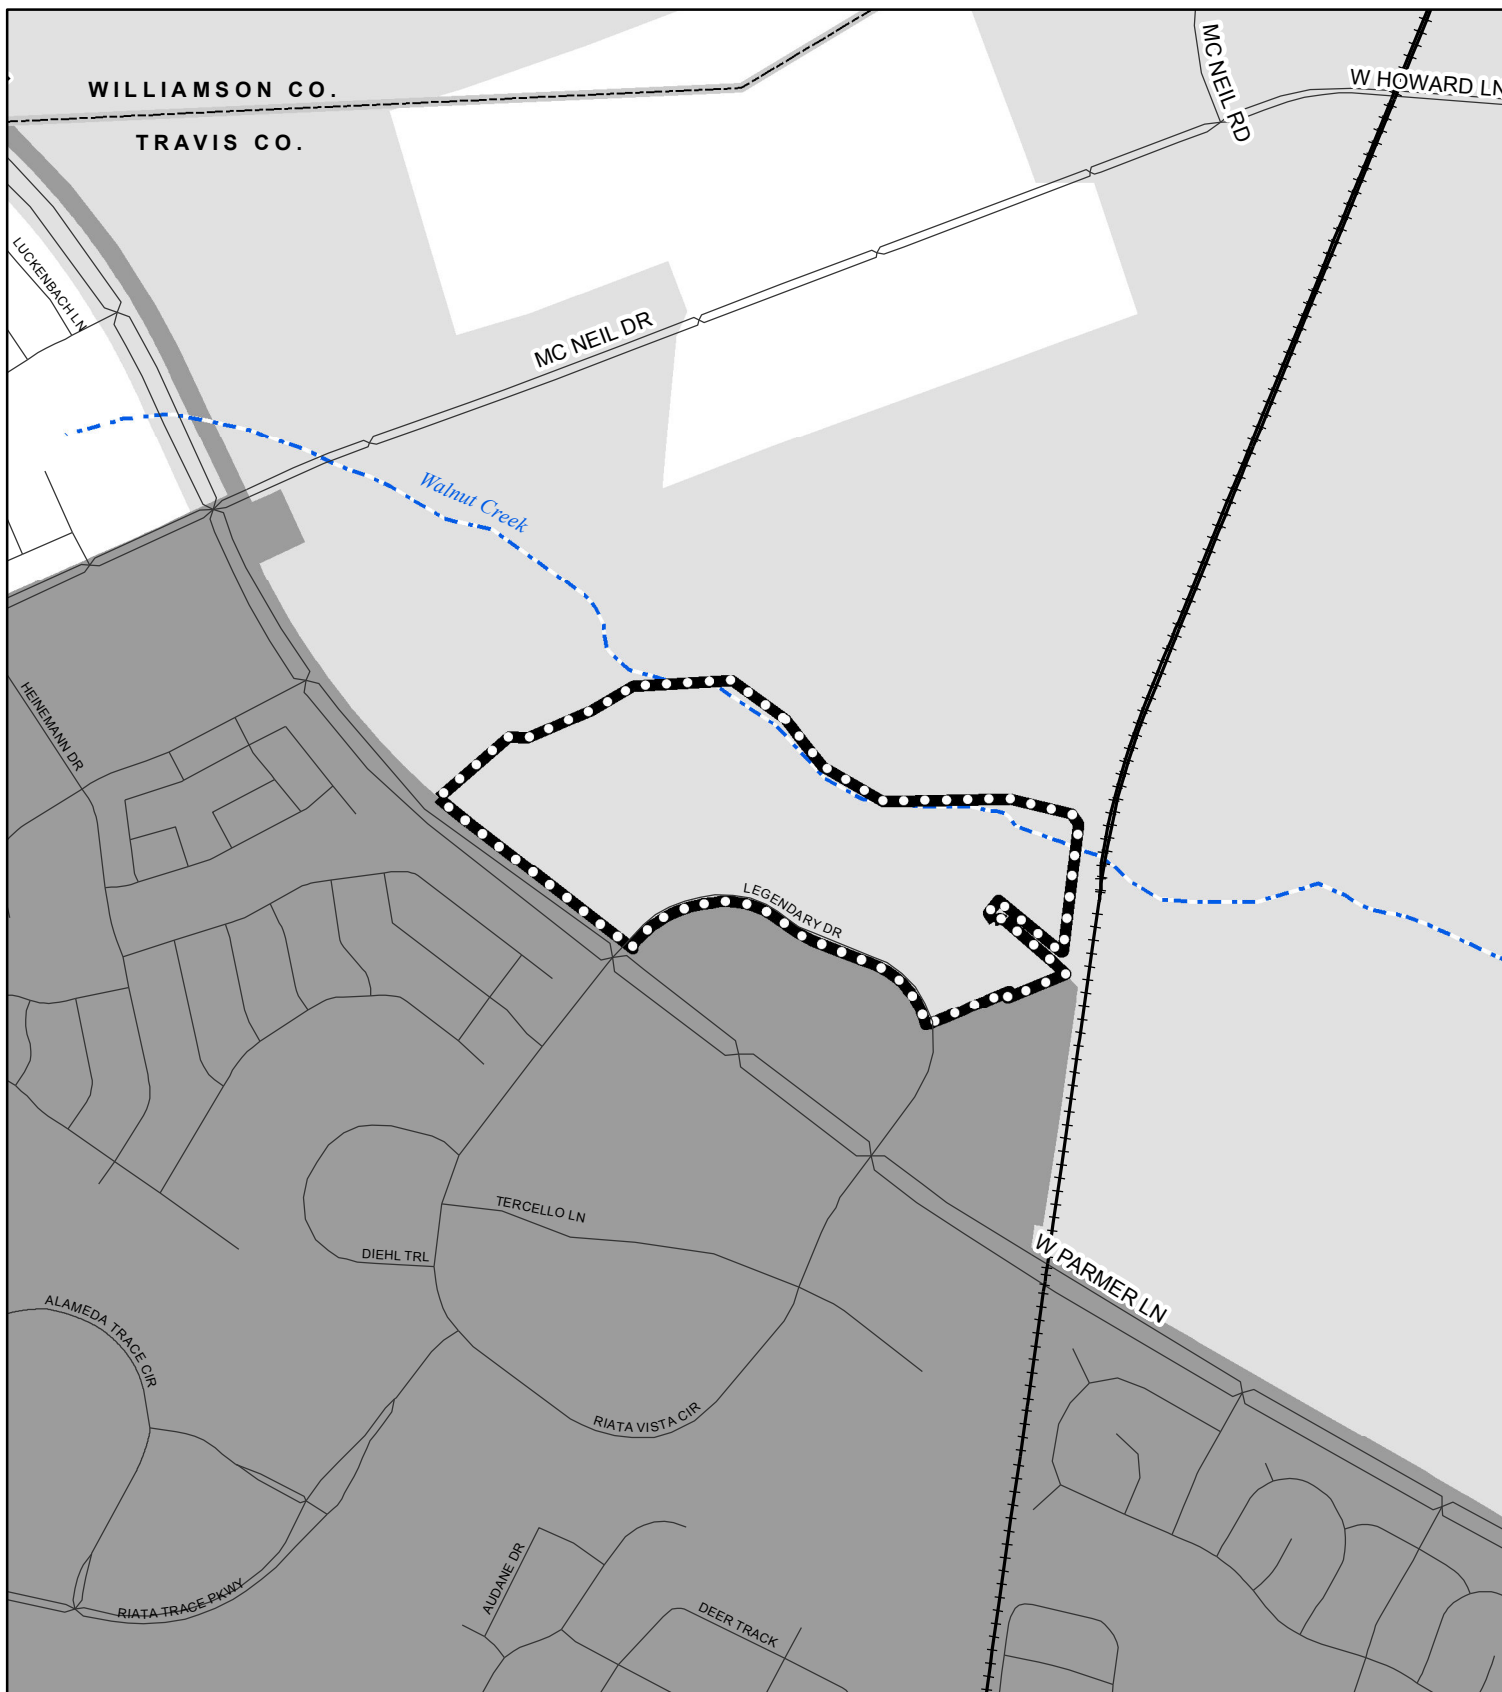 WILLIAMSON CO.
TRAVIS CO.
MC NEIL RD
W HOWARD LN
LUCKENBACH LN
MC NEIL DR
Walnut Creek
HEINEMANN DR
LEGENDARY DR
TERCELLO LN
DIEHL TRL
W PARMER LN
ALAMEDA TRACE CIR
RIATA VISTA CIR
AUDANE DR
RIATA TRACE PKWY
DEER TRACK